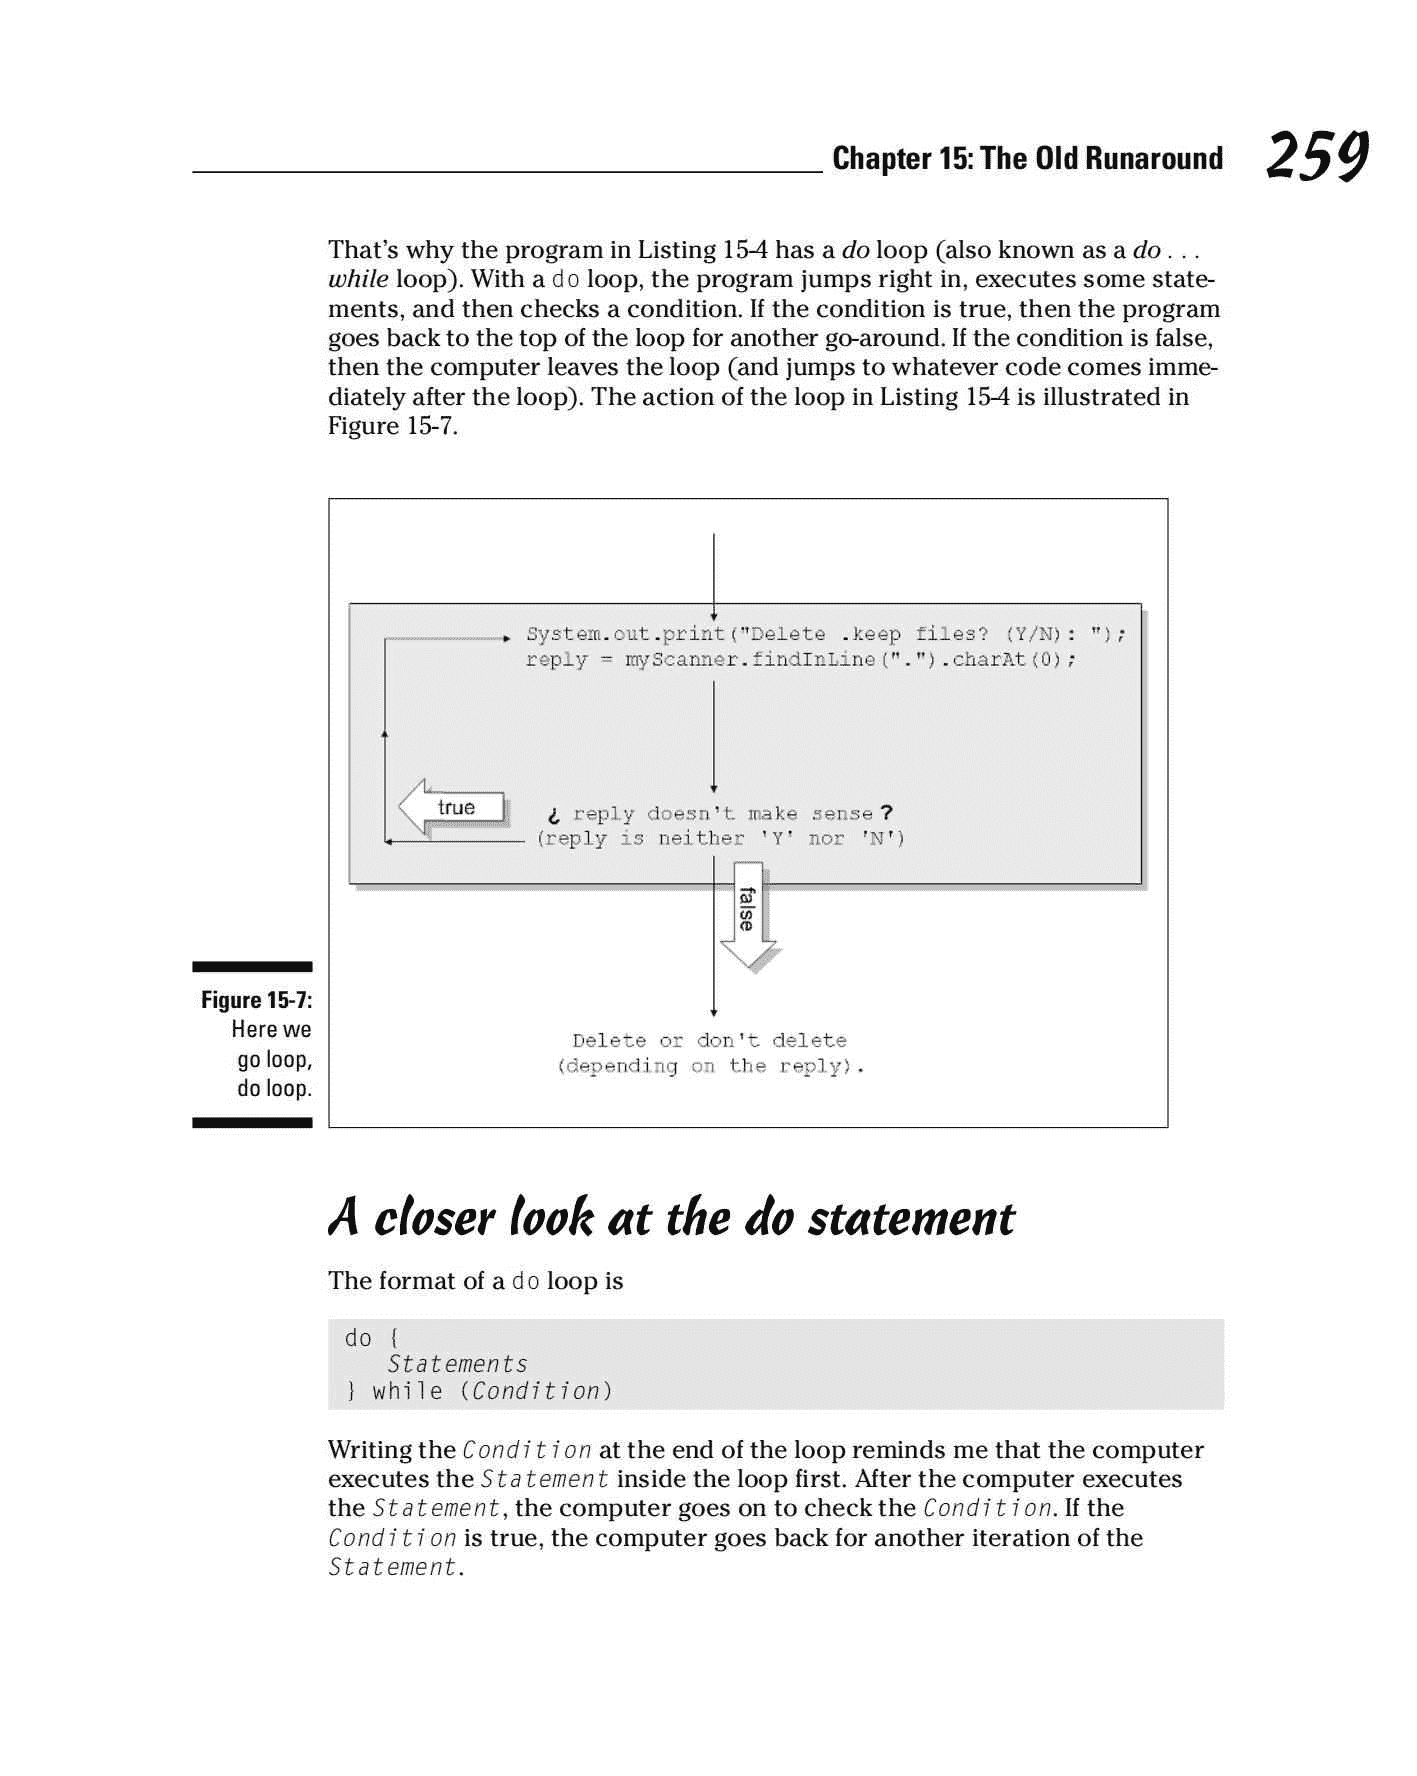 Chapter 15: The Old Runaround 259
That's why the program in Listing 15-4 has a do loop (also known as a do . . .
while loop). With a do loop, the program jumps right in, executes some state-
ments, and then checks a condition. If the condition is true, then the program
goes back to the top of the loop for another go-around. If the condition is false,
then the computer leaves the loop (and jumps to whatever code comes imme-
diately after the loop). The action of the loop in Listing 15-4 is illustrated in
Figure 15-7.
System.out.print("Delete .keep files? (Y/N): ");
reply = myScanner.findInLine(".").charAt(0);
true
¿ reply doesn't make sense?
(reply is neither 'Y' nor 'N')
false
Delete or don't delete
(depending on the reply).
Figure 15-7:
Here we
go loop,
do loop.
A closer look at the do statement
The format of a do loop is
do {
Statements
} while (Condition)
Writing the Condition at the end of the loop reminds me that the computer
executes the Statement inside the loop first. After the computer executes
the Statement, the computer goes on to check the Condition. If the
Condition is true, the computer goes back for another iteration of the
Statement.